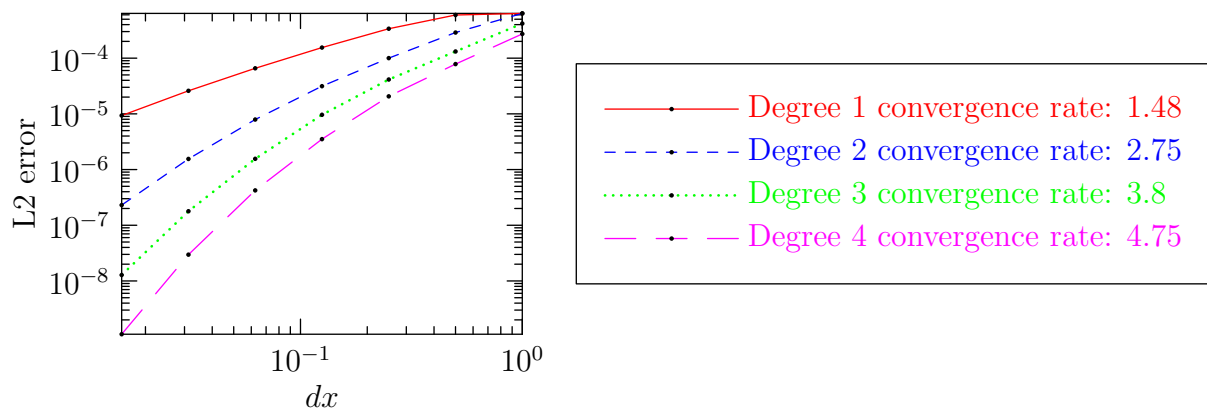 10^{-4}
10^{-5}
10^{-6}
10^{-7}
10^{-8}
L2 error
10^{-1}
10^{0}
dx
Degree 1 convergence rate: 1.48
Degree 2 convergence rate: 2.75
Degree 3 convergence rate: 3.8
Degree 4 convergence rate: 4.75